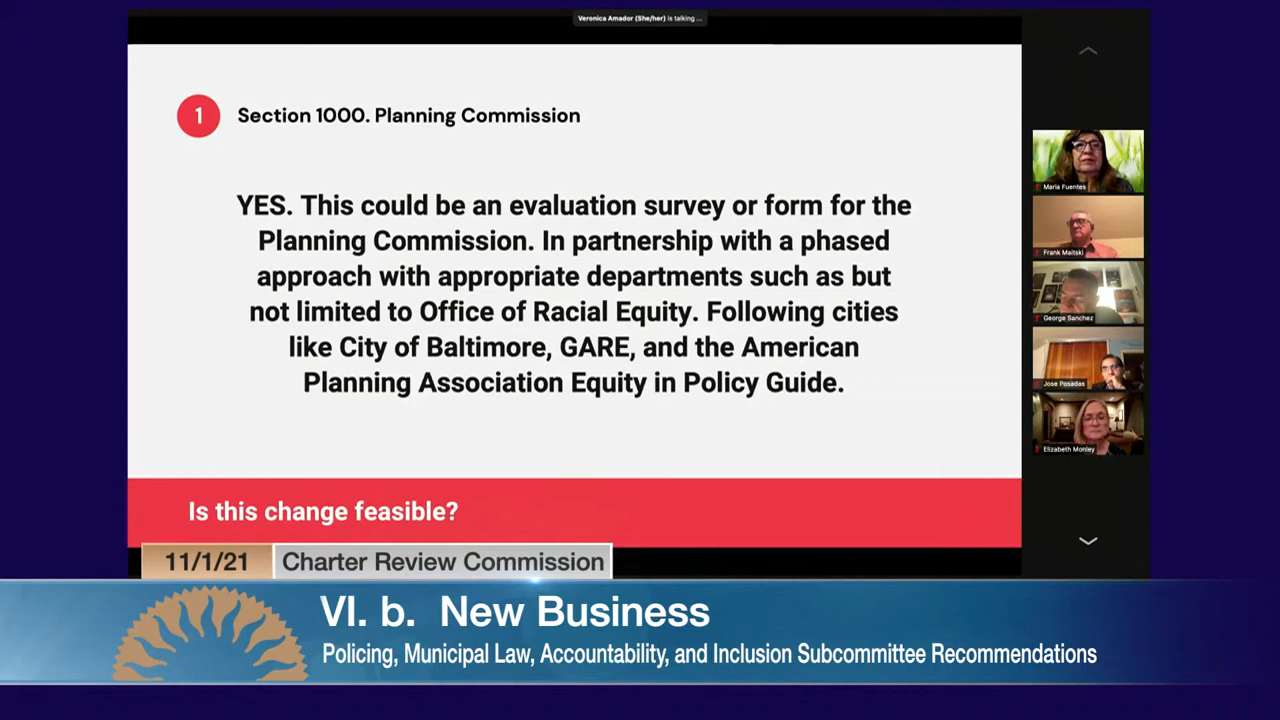 Veronica Amador (She/her) is talking ...
1
Section 1000. Planning Commission
YES. This could be an evaluation survey or form for the
Planning Commission. In partnership with a phased
approach with appropriate departments such as but
not limited to Office of Racial Equity. Following cities
like City of Baltimore, GARE, and the American
Planning Association Equity in Policy Guide.
Is this change feasible?
Maria Fuentes
Frank Maitski
George Sanchez
Jose Posadas
Elizabeth Monley
11/1/21
Charter Review Commission
VI. b. New Business
Policing, Municipal Law, Accountability, and Inclusion Subcommittee Recommendations